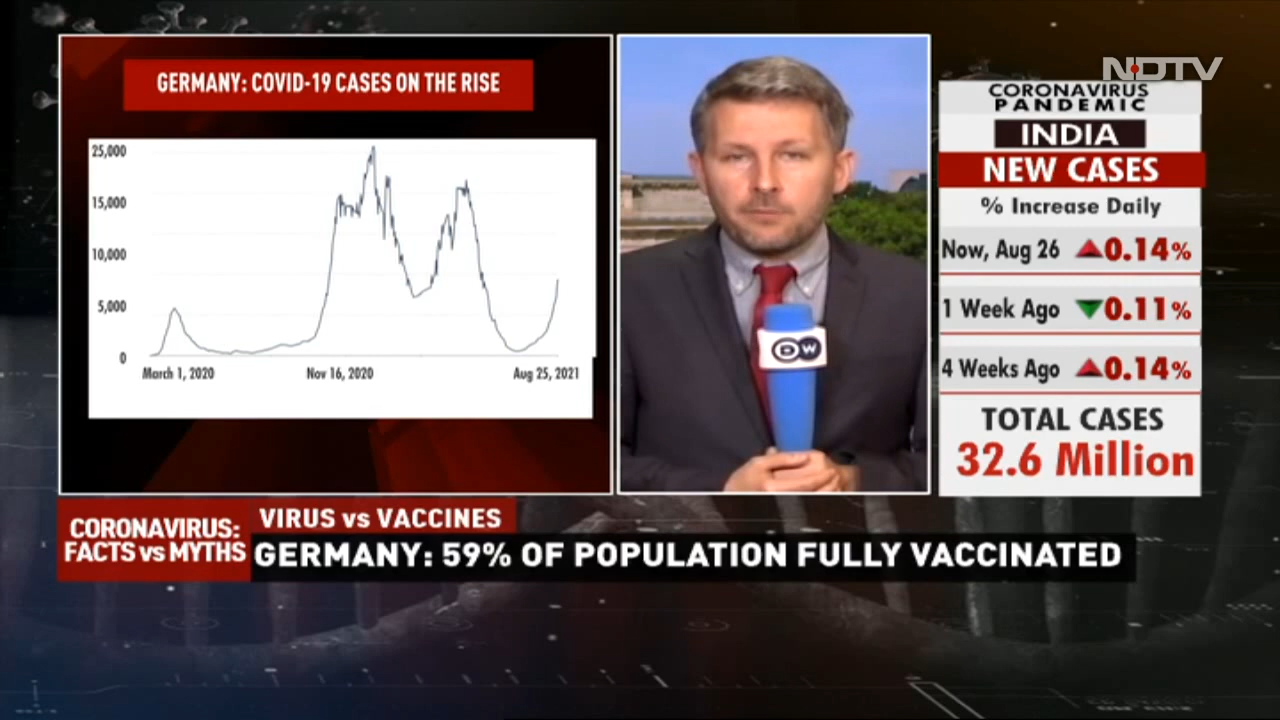 NDTV
GERMANY: COVID-19 CASES ON THE RISE
25,000
15,000
10,000
5,000
0
March 1, 2020
Nov 16, 2020
Aug 25, 2021
DW
CORONAVIRUS
PANDEMIC
INDIA
NEW CASES
% Increase Daily
Now, Aug 26 0.14%
1 Week Ago 0.11%
4 Weeks Ago 0.14%
TOTAL CASES
32.6 Million
CORONAVIRUS:
FACTS vs MYTHS
VIRUS vs VACCINES
GERMANY: 59% OF POPULATION FULLY VACCINATED